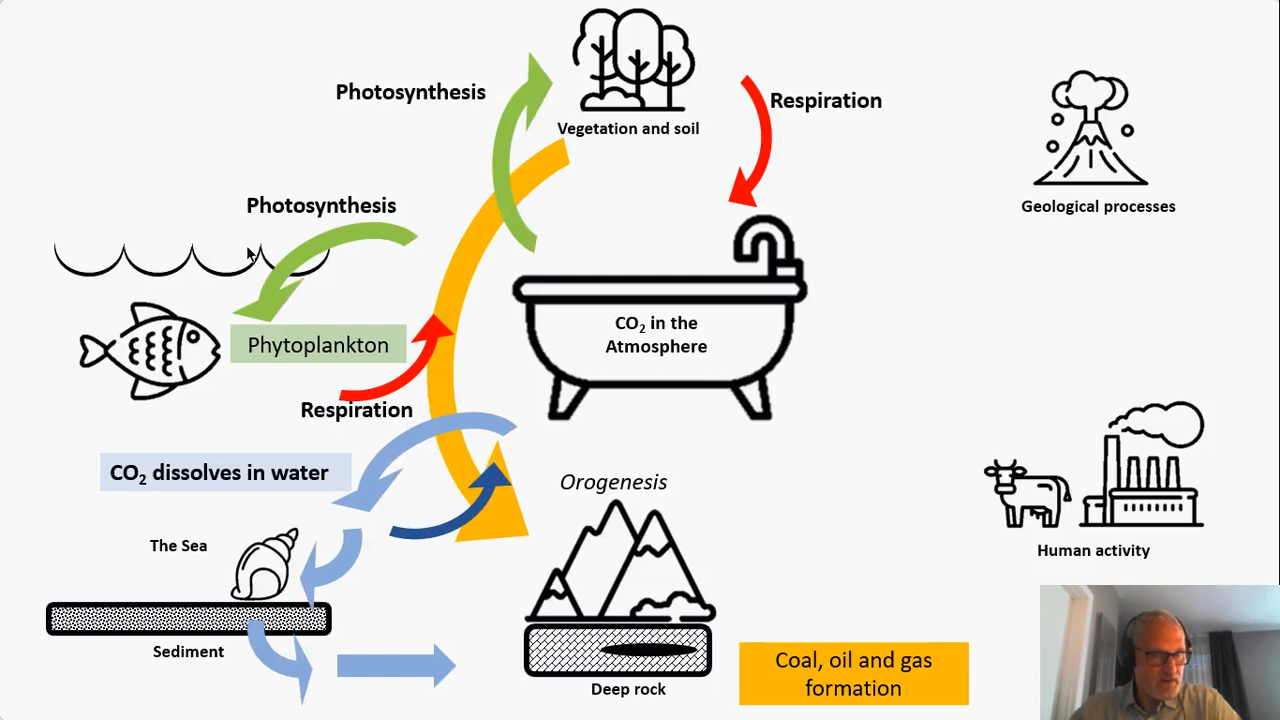 Photosynthesis
Vegetation and soil
Respiration
Geological processes
Photosynthesis
CO₂ in the
Atmosphere
Phytoplankton
Respiration
CO₂ dissolves in water
Orogenesis
The Sea
Human activity
Sediment
Deep rock
Coal, oil and gas
formation